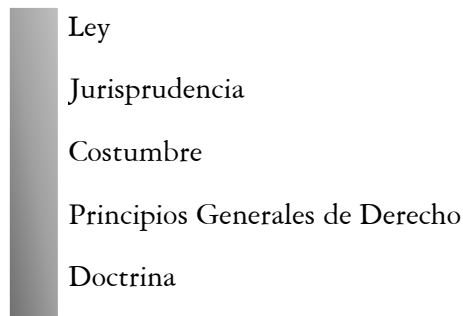 Ley
Jurisprudencia
Costumbre
Principios Generales de Derecho
Doctrina